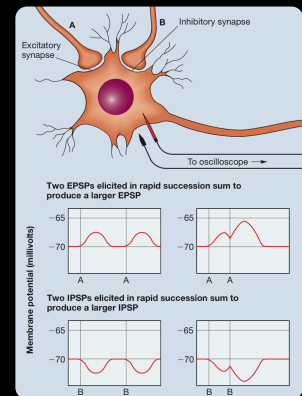 A
B
Inhibitory synapse
Excitatory
synapse
To oscilloscope
Two EPSPs elicited in rapid succession sum to
produce a larger EPSP
Membrane potential (millivolts)
−65
−70
A
A
−65
−70
A
A
Two IPSPs elicited in rapid succession sum to
produce a larger IPSP
−65
−70
B
B
−65
−70
B
B